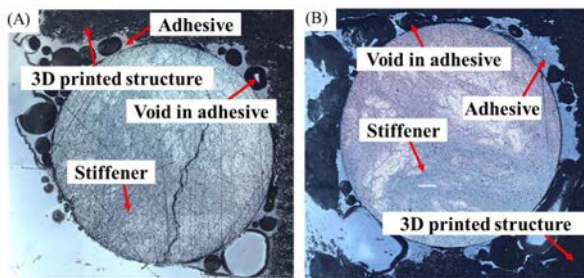 (A)
Adhesive
3D printed structure
Void in adhesive
Stiffener
(B)
Void in adhesive
Adhesive
Stiffener
3D printed structure